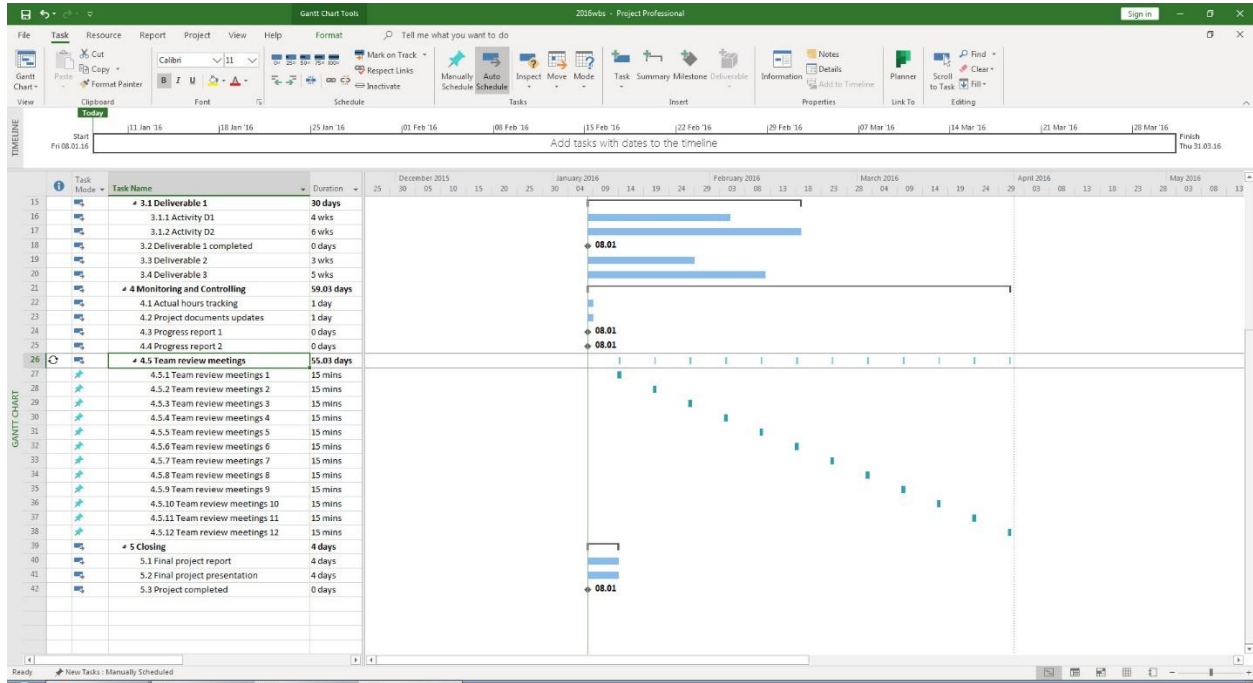 Gantt Chart Tools
2016wbs - Project Professional
Sign in
File Task Resource Report Project View Help Format Tell me what you want to do
Gantt Chart
View
Paste
Cut
Copy
Format Painter
Clipboard
Calibri 11
B I U A
Font
0% 25% 50% 75% 100%
Mark on Track
Respect Links
Inactivate
Schedule
Manually Schedule
Auto Schedule
Inspect
Move
Mode
Tasks
Task
Summary
Milestone
Deliverable
Insert
Information
Notes
Details
Add to Timeline
Properties
Planner
Link To
Scroll to Task
Find
Clear
Fill
Editing
TIMELINE
Today
Start
Fri 08.01.16
11 Jan '16 18 Jan '16 25 Jan '16 01 Feb '16 08 Feb '16 15 Feb '16 22 Feb '16 29 Feb '16 07 Mar '16 14 Mar '16 21 Mar '16 28 Mar '16
Add tasks with dates to the timeline
Finish
Thu 31.03.16
GANTT CHART
Task Mode Task Name Duration
December 2015 January 2016 February 2016 March 2016 April 2016 May 2016
25 30 05 10 15 20 25 30 04 09 14 19 24 29 03 08 13 18 23 28 04 09 14 19 24 29 03 08 13 18 23 28 03 08 13
15 3.1 Deliverable 1 30 days
16 3.1.1 Activity D1 4 wks
17 3.1.2 Activity D2 6 wks
18 3.2 Deliverable 1 completed 0 days 08.01
19 3.3 Deliverable 2 3 wks
20 3.4 Deliverable 3 5 wks
21 4 Monitoring and Controlling 59.03 days
22 4.1 Actual hours tracking 1 day
23 4.2 Project documents updates 1 day
24 4.3 Progress report 1 0 days 08.01
25 4.4 Progress report 2 0 days 08.01
26 4.5 Team review meetings 55.03 days
27 4.5.1 Team review meetings 1 15 mins
28 4.5.2 Team review meetings 2 15 mins
29 4.5.3 Team review meetings 3 15 mins
30 4.5.4 Team review meetings 4 15 mins
31 4.5.5 Team review meetings 5 15 mins
32 4.5.6 Team review meetings 6 15 mins
33 4.5.7 Team review meetings 7 15 mins
34 4.5.8 Team review meetings 8 15 mins
35 4.5.9 Team review meetings 9 15 mins
36 4.5.10 Team review meetings 10 15 mins
37 4.5.11 Team review meetings 11 15 mins
38 4.5.12 Team review meetings 12 15 mins
39 5 Closing 4 days
40 5.1 Final project report 4 days
41 5.2 Final project presentation 4 days
42 5.3 Project completed 0 days 08.01
Ready New Tasks : Manually Scheduled